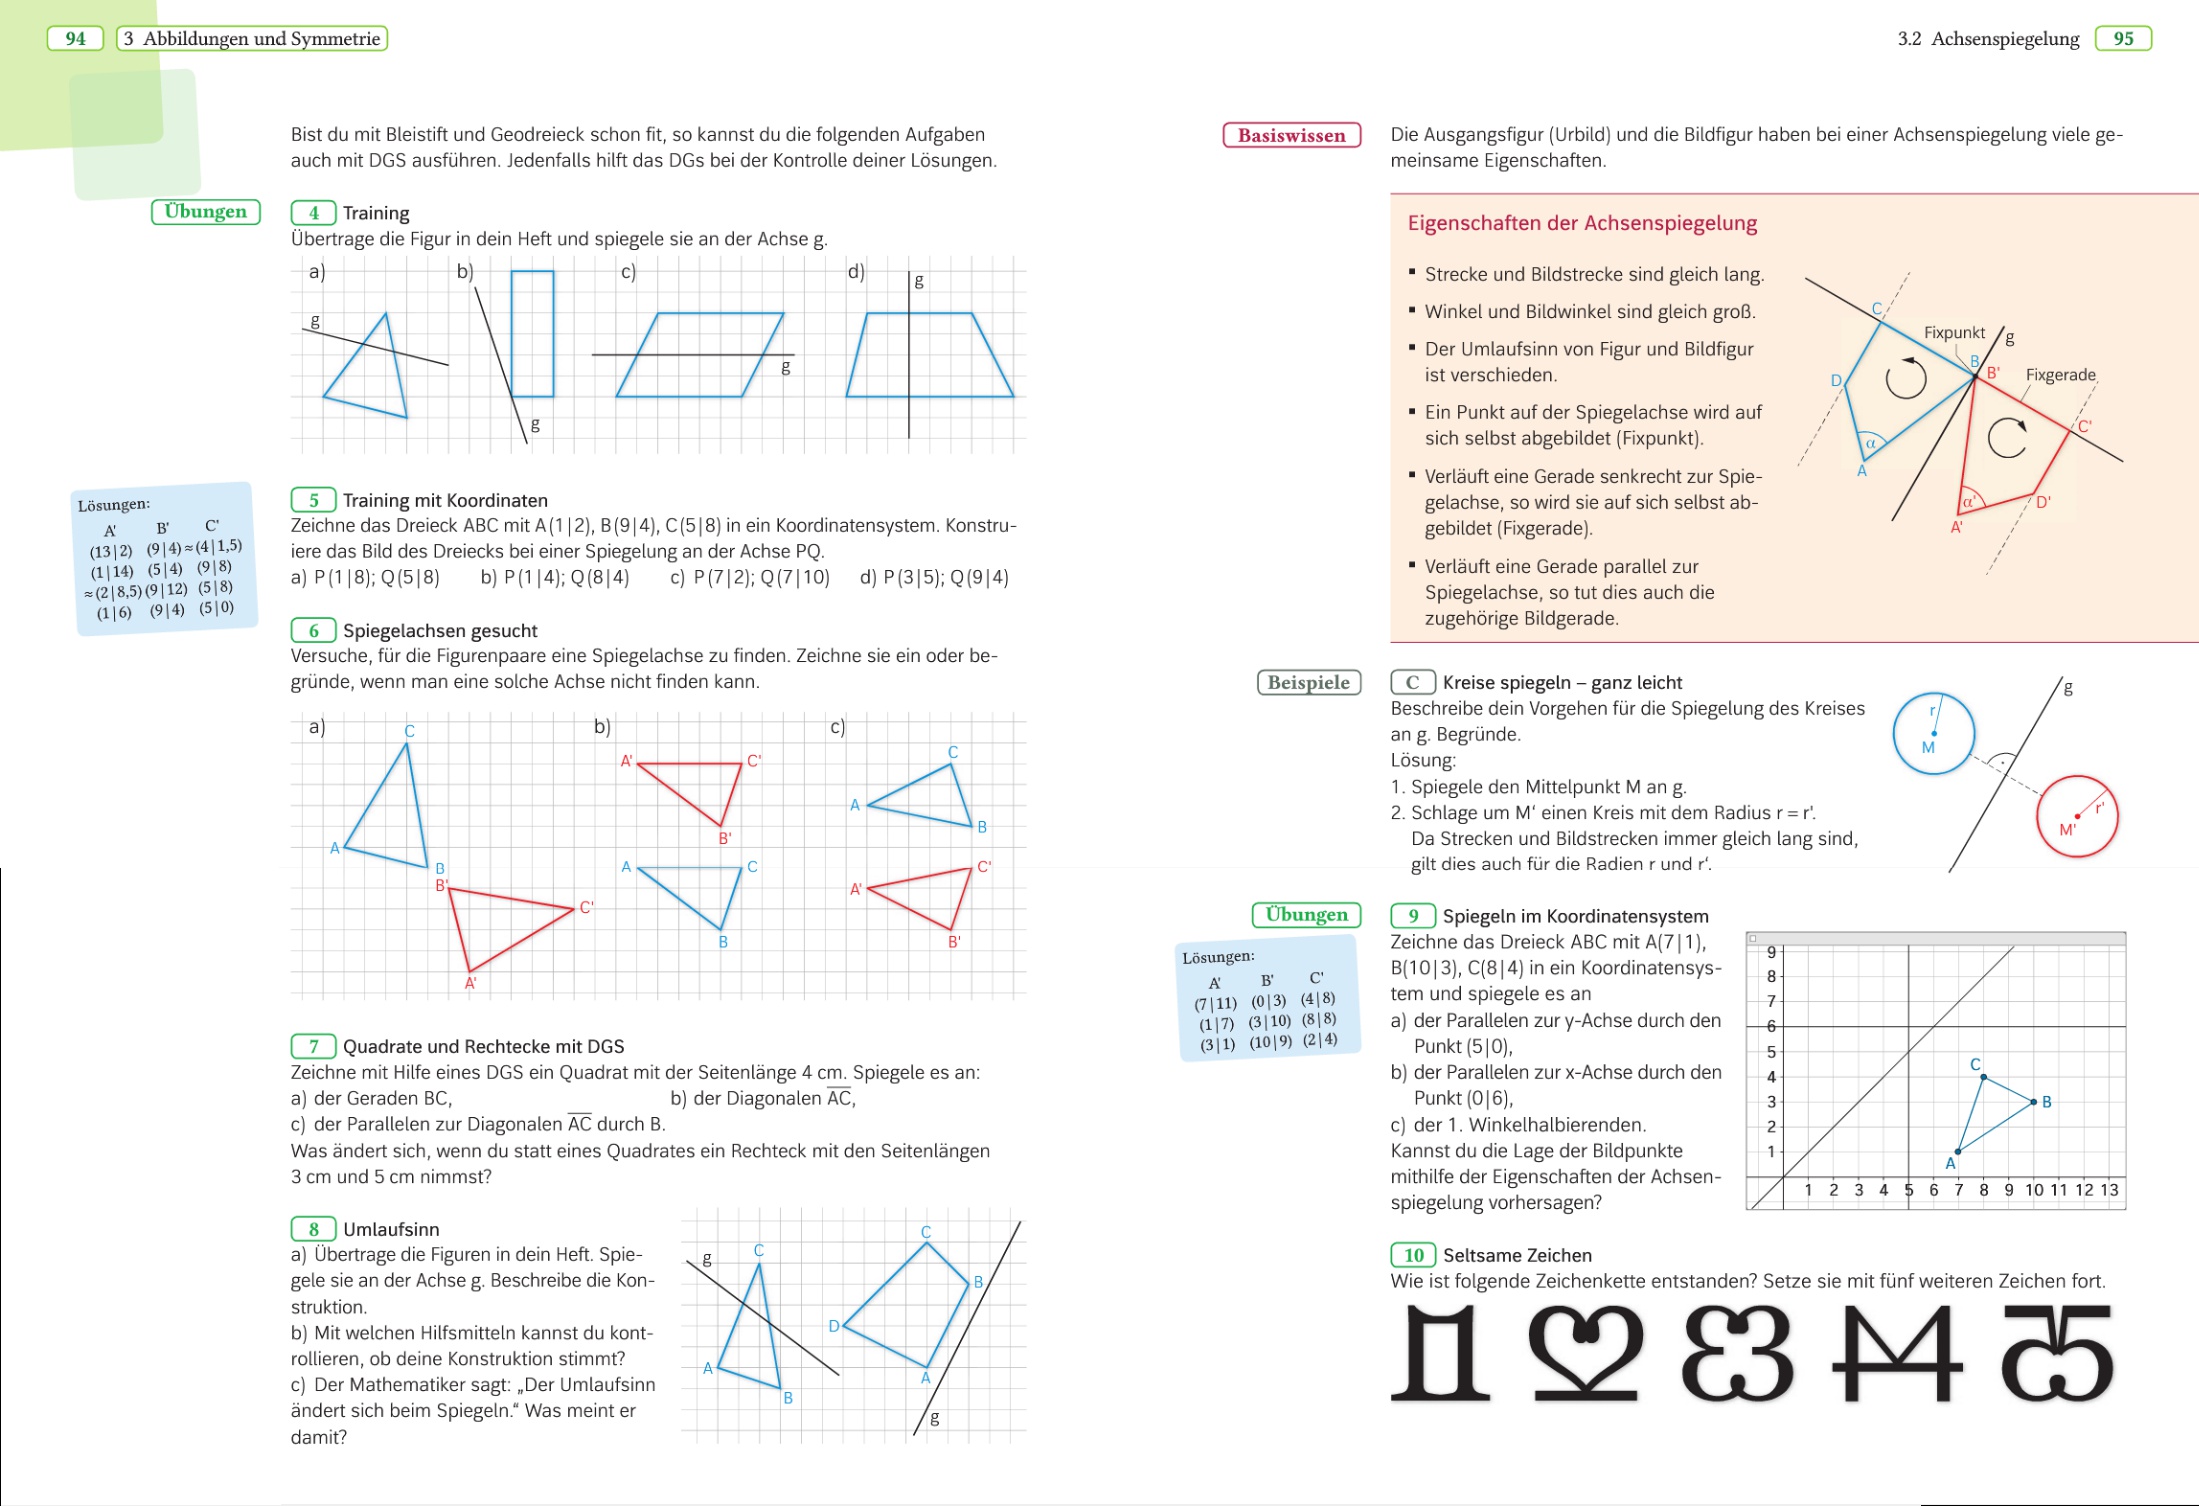 94 3 Abbildungen und Symmetrie
Bist du mit Bleistift und Geodreieck schon fit, so kannst du die folgenden Aufgaben
auch mit DGS ausführen. Jedenfalls hilft das DGs bei der Kontrolle deiner Lösungen.
Übungen
4 Training
Übertrage die Figur in dein Heft und spiegele sie an der Achse g.
a) b) c) d)
g g g g
5 Training mit Koordinaten
Zeichne das Dreieck ABC mit A(1|2), B(9|4), C(5|8) in ein Koordinatensystem. Konstru-
iere das Bild des Dreiecks bei einer Spiegelung an der Achse PQ.
a) P(1|8); Q(5|8) b) P(1|4); Q(8|4) c) P(7|2); Q(7|10) d) P(3|5); Q(9|4)
Lösungen:
A' B' C'
(13|2) (9|4) ≈(4|1,5)
(1|14) (5|4) (9|8)
≈(2|8,5) (9|12) (5|8)
(1|6) (9|4) (5|0)
6 Spiegelachsen gesucht
Versuche, für die Figurenpaare eine Spiegelachse zu finden. Zeichne sie ein oder be-
gründe, wenn man eine solche Achse nicht finden kann.
a) b) c)
C A B B' C' A'
A' C' B' A C B
C A B C' A' B'
7 Quadrate und Rechtecke mit DGS
Zeichne mit Hilfe eines DGS ein Quadrat mit der Seitenlänge 4 cm. Spiegele es an:
a) der Geraden BC, b) der Diagonalen AC,
c) der Parallelen zur Diagonalen AC durch B.
Was ändert sich, wenn du statt eines Quadrates ein Rechteck mit den Seitenlängen
3 cm und 5 cm nimmst?
8 Umlaufsinn
a) Übertrage die Figuren in dein Heft. Spie-
gele sie an der Achse g. Beschreibe die Kon-
struktion.
b) Mit welchen Hilfsmitteln kannst du kont-
rollieren, ob deine Konstruktion stimmt?
c) Der Mathematiker sagt: „Der Umlaufsinn
ändert sich beim Spiegeln.“ Was meint er
damit?
g C A B
C B D A g
3.2 Achsenspiegelung 95
Basiswissen
Die Ausgangsfigur (Urbild) und die Bildfigur haben bei einer Achsenspiegelung viele ge-
meinsame Eigenschaften.
Eigenschaften der Achsenspiegelung
▪ Strecke und Bildstrecke sind gleich lang.
▪ Winkel und Bildwinkel sind gleich groß.
▪ Der Umlaufsinn von Figur und Bildfigur
ist verschieden.
▪ Ein Punkt auf der Spiegelachse wird auf
sich selbst abgebildet (Fixpunkt).
▪ Verläuft eine Gerade senkrecht zur Spie-
gelachse, so wird sie auf sich selbst ab-
gebildet (Fixgerade).
▪ Verläuft eine Gerade parallel zur
Spiegelachse, so tut dies auch die
zugehörige Bildgerade.
C Fixpunkt g
B B' Fixgerade
D
C'
α
A
α' D'
A'
Beispiele
C Kreise spiegeln – ganz leicht
Beschreibe dein Vorgehen für die Spiegelung des Kreises
an g. Begründe.
Lösung:
1. Spiegele den Mittelpunkt M an g.
2. Schlage um M‘ einen Kreis mit dem Radius r = r'.
Da Strecken und Bildstrecken immer gleich lang sind,
gilt dies auch für die Radien r und r‘.
g
r
M
r'
M'
Übungen
9 Spiegeln im Koordinatensystem
Zeichne das Dreieck ABC mit A(7|1),
B(10|3), C(8|4) in ein Koordinatensys-
tem und spiegele es an
a) der Parallelen zur y-Achse durch den
Punkt (5|0),
b) der Parallelen zur x-Achse durch den
Punkt (0|6),
c) der 1. Winkelhalbierenden.
Kannst du die Lage der Bildpunkte
mithilfe der Eigenschaften der Achsen-
spiegelung vorhersagen?
Lösungen:
A' B' C'
(7|11) (0|3) (4|8)
(1|7) (3|10) (8|8)
(3|1) (10|9) (2|4)
9
8
7
6
5
4
3
2
1
C
B
A
1 2 3 4 5 6 7 8 9 10 11 12 13
10 Seltsame Zeichen
Wie ist folgende Zeichenkette entstanden? Setze sie mit fünf weiteren Zeichen fort.